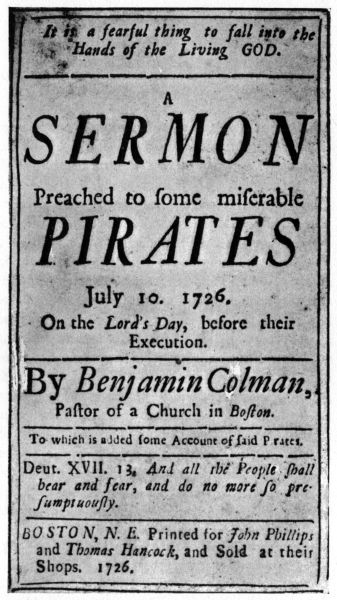 It is a fearful thing to fall into the
Hands of the Living GOD.
A
SERMON
Preached to ſome miſerable
PIRATES
July 10. 1726.
On the Lord's Day, before their
Execution.
By Benjamin Colman,
Paſtor of a Church in Boſton.
To which is added ſome Account of ſaid Pirates.
Deut. XVII. 13. And all the People ſhall
hear and fear, and do no more ſo pre-
ſumptuouſly.
BOSTON, N. E. Printed for John Phillips
and Thomas Hancock, and Sold at their
Shops. 1726.